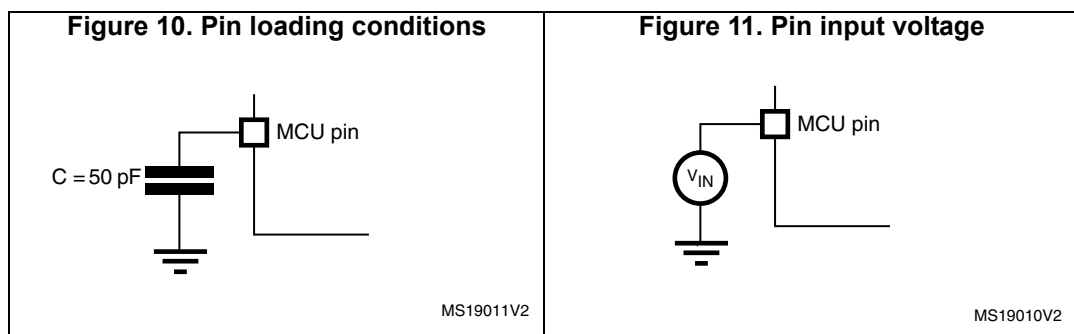 Figure 10. Pin loading conditions
MCU pin
C = 50 pF
MS19011V2
Figure 11. Pin input voltage
MCU pin
VIN
MS19010V2